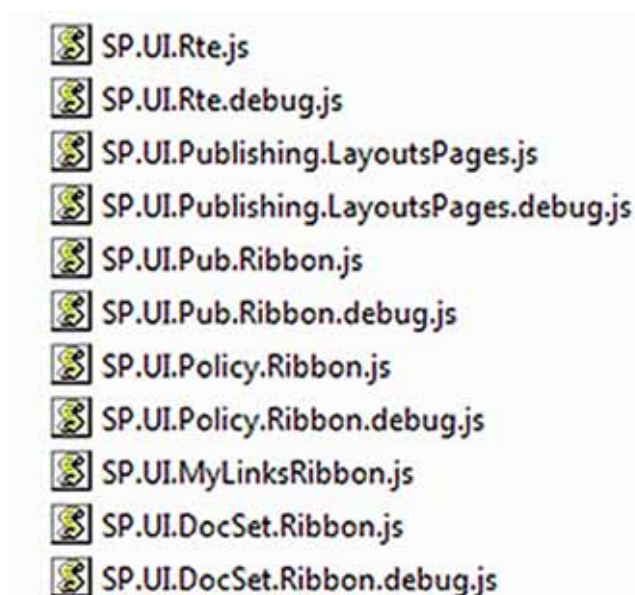 SP.UI.Rte.js
SP.UI.Rte.debug.js
SP.UI.Publishing.LayoutsPages.js
SP.UI.Publishing.LayoutsPages.debug.js
SP.UI.Pub.Ribbon.js
SP.UI.Pub.Ribbon.debug.js
SP.UI.Policy.Ribbon.js
SP.UI.Policy.Ribbon.debug.js
SP.UI.MyLinksRibbon.js
SP.UI.DocSet.Ribbon.js
SP.UI.DocSet.Ribbon.debug.js